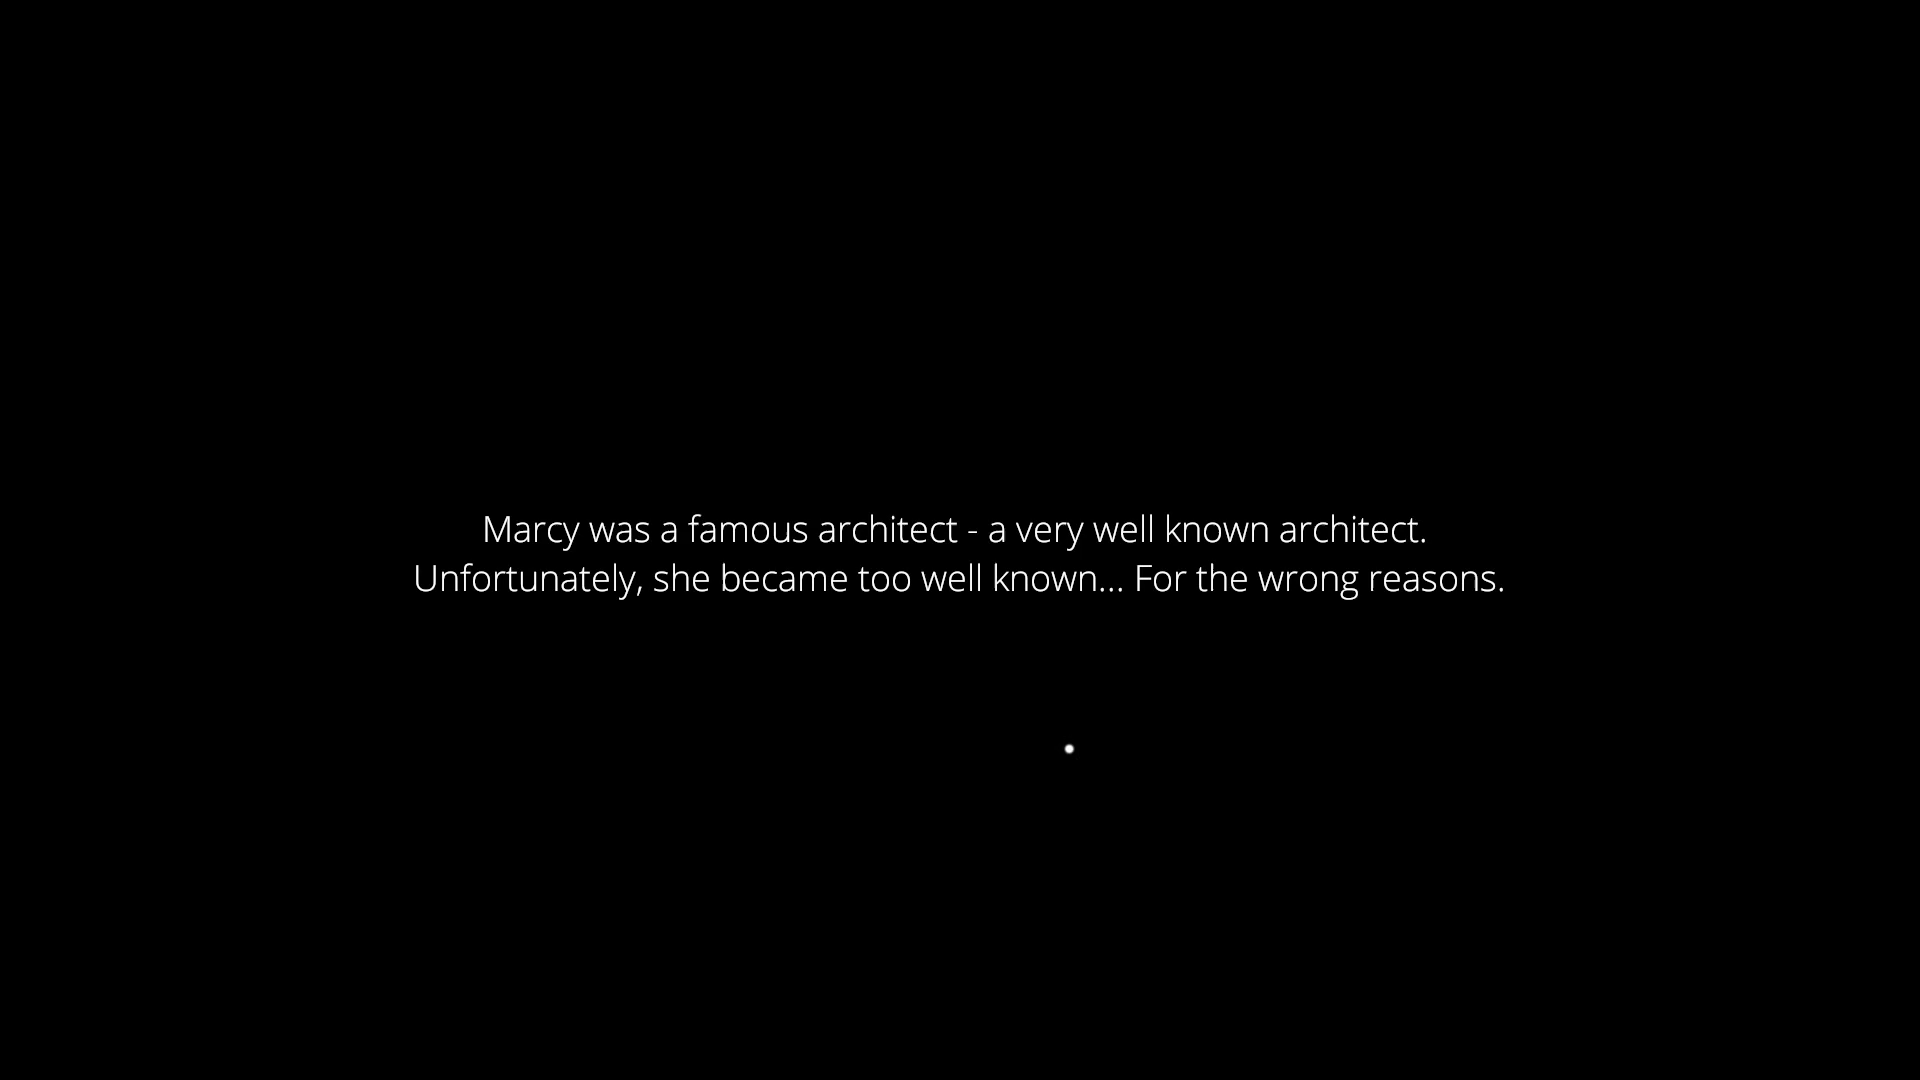 Marcy was a famous architect - a very well known architect.
Unfortunately, she became too well known... For the wrong reasons.